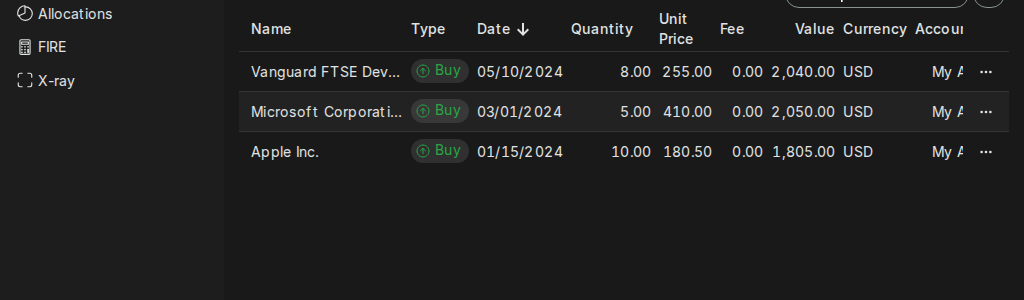 Allocations
FIRE
X-ray
Name Type Date Quantity Unit Price Fee Value Currency Accour
Vanguard FTSE Dev... Buy 05/10/2024 8.00 255.00 0.00 2,040.00 USD My A
Microsoft Corporati... Buy 03/01/2024 5.00 410.00 0.00 2,050.00 USD My A
Apple Inc. Buy 01/15/2024 10.00 180.50 0.00 1,805.00 USD My A